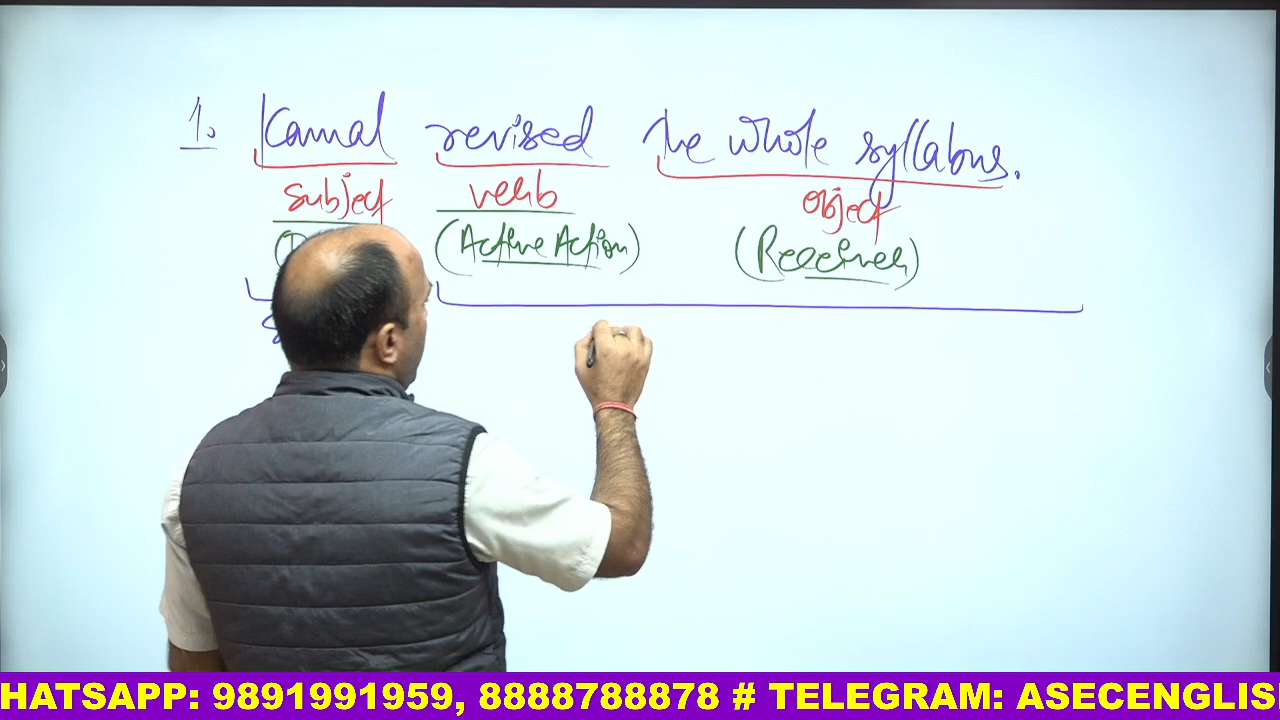 1. Kamal revised the whole syllabus.
subject verb object
(Active Action) (Receiver)
HATSAPP: 9891991959, 8888788878 # TELEGRAM: ASECENGLIS